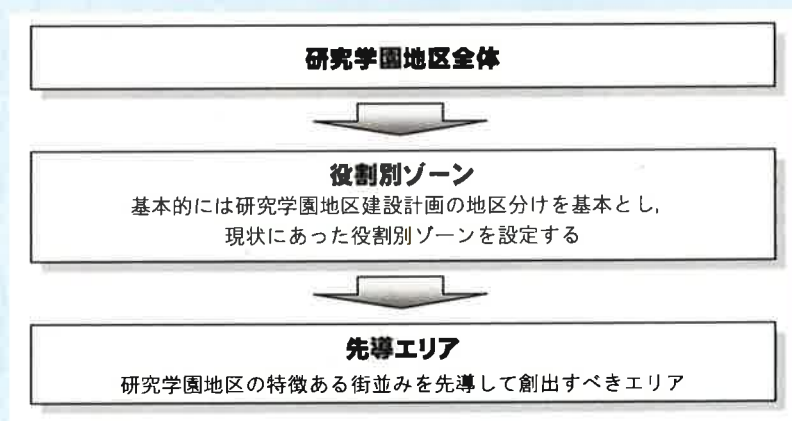 研究学園地区全体
役割別ゾーン
基本的には研究学園地区建設計画の地区分けを基本とし,
現状にあった役割別ゾーンを設定する
先導エリア
研究学園地区の特徴ある街並みを先導して創出すべきエリア